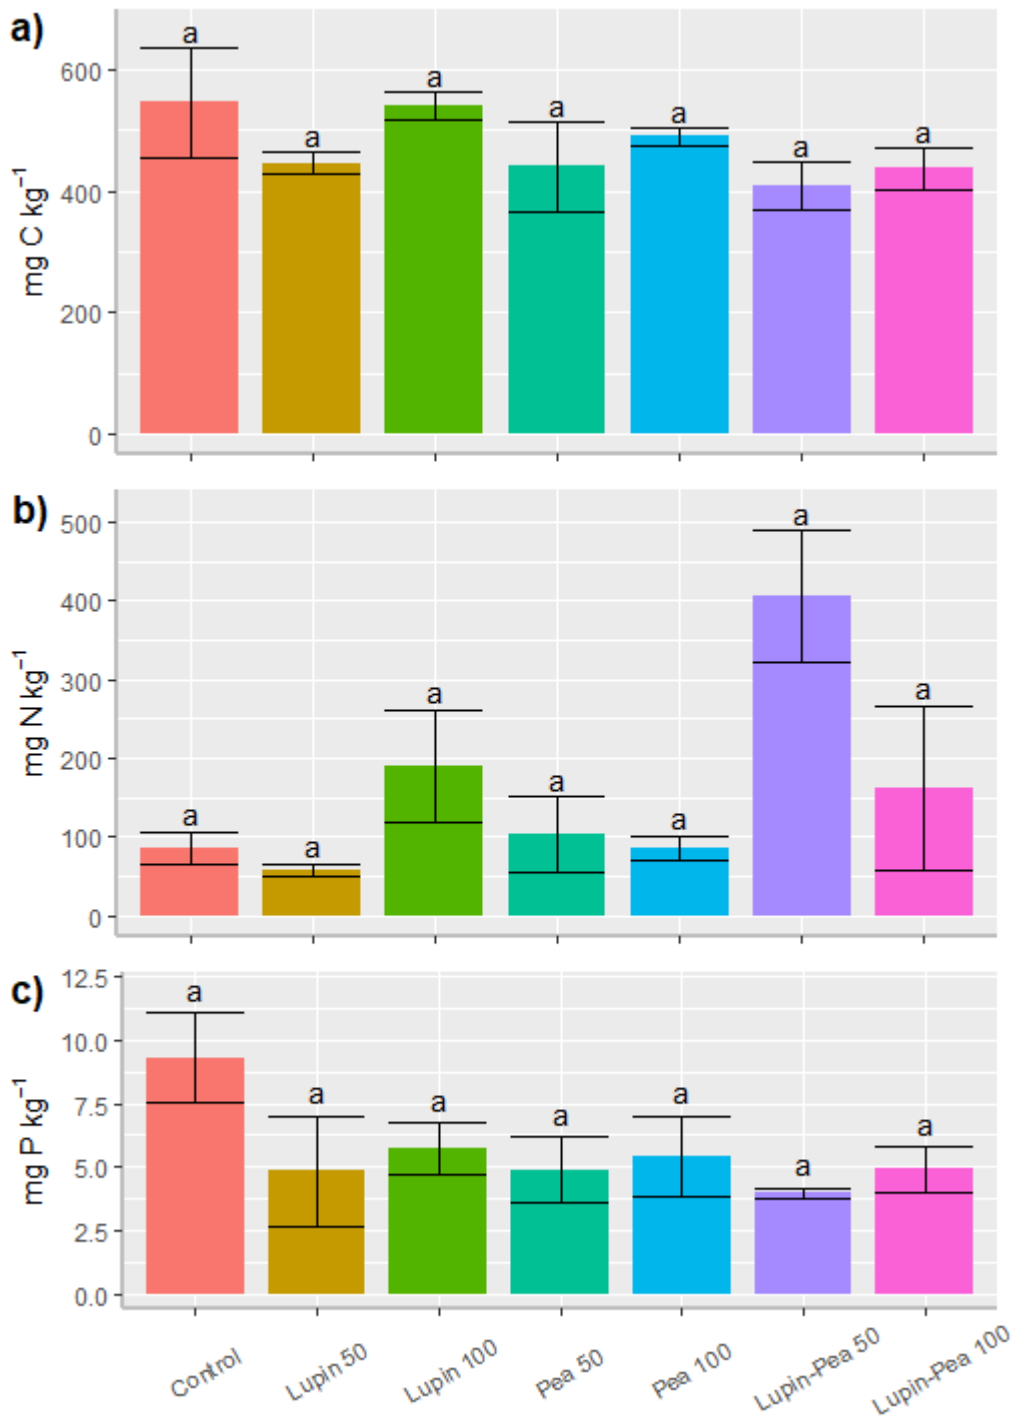 a)
mg C kg⁻¹
600
400
200
0
a a a a a a a
b)
mg N kg⁻¹
500
400
300
200
100
0
a a a a a a a
c)
mg P kg⁻¹
12.5
10.0
7.5
5.0
2.5
0.0
a a a a a a a
Control
Lupin 50
Lupin 100
Pea 50
Pea 100
Lupin-Pea 50
Lupin-Pea 100